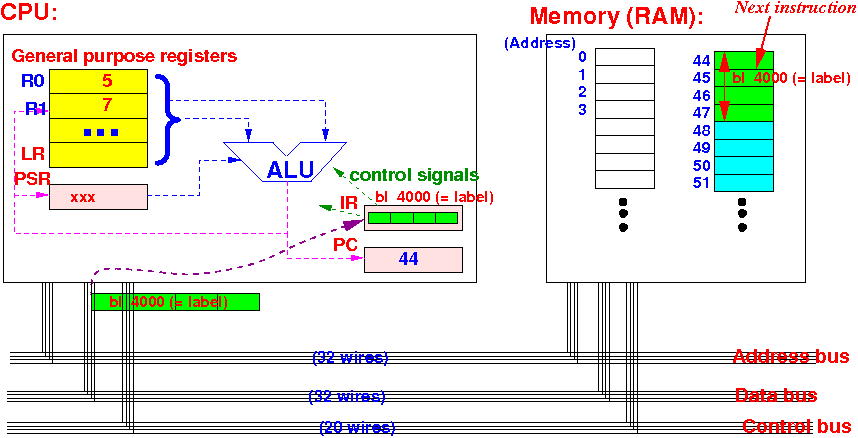 CPU:
Memory (RAM):
Next instruction
General purpose registers
(Address)
R0
5
R1
7
LR
PSR
xxx
ALU
control signals
bl 4000 (= label)
IR
PC
44
0
1
2
3
44
45
bl 4000 (= label)
46
47
48
49
50
51
bl 4000 (= label)
(32 wires)
Address bus
(32 wires)
Data bus
(20 wires)
Control bus